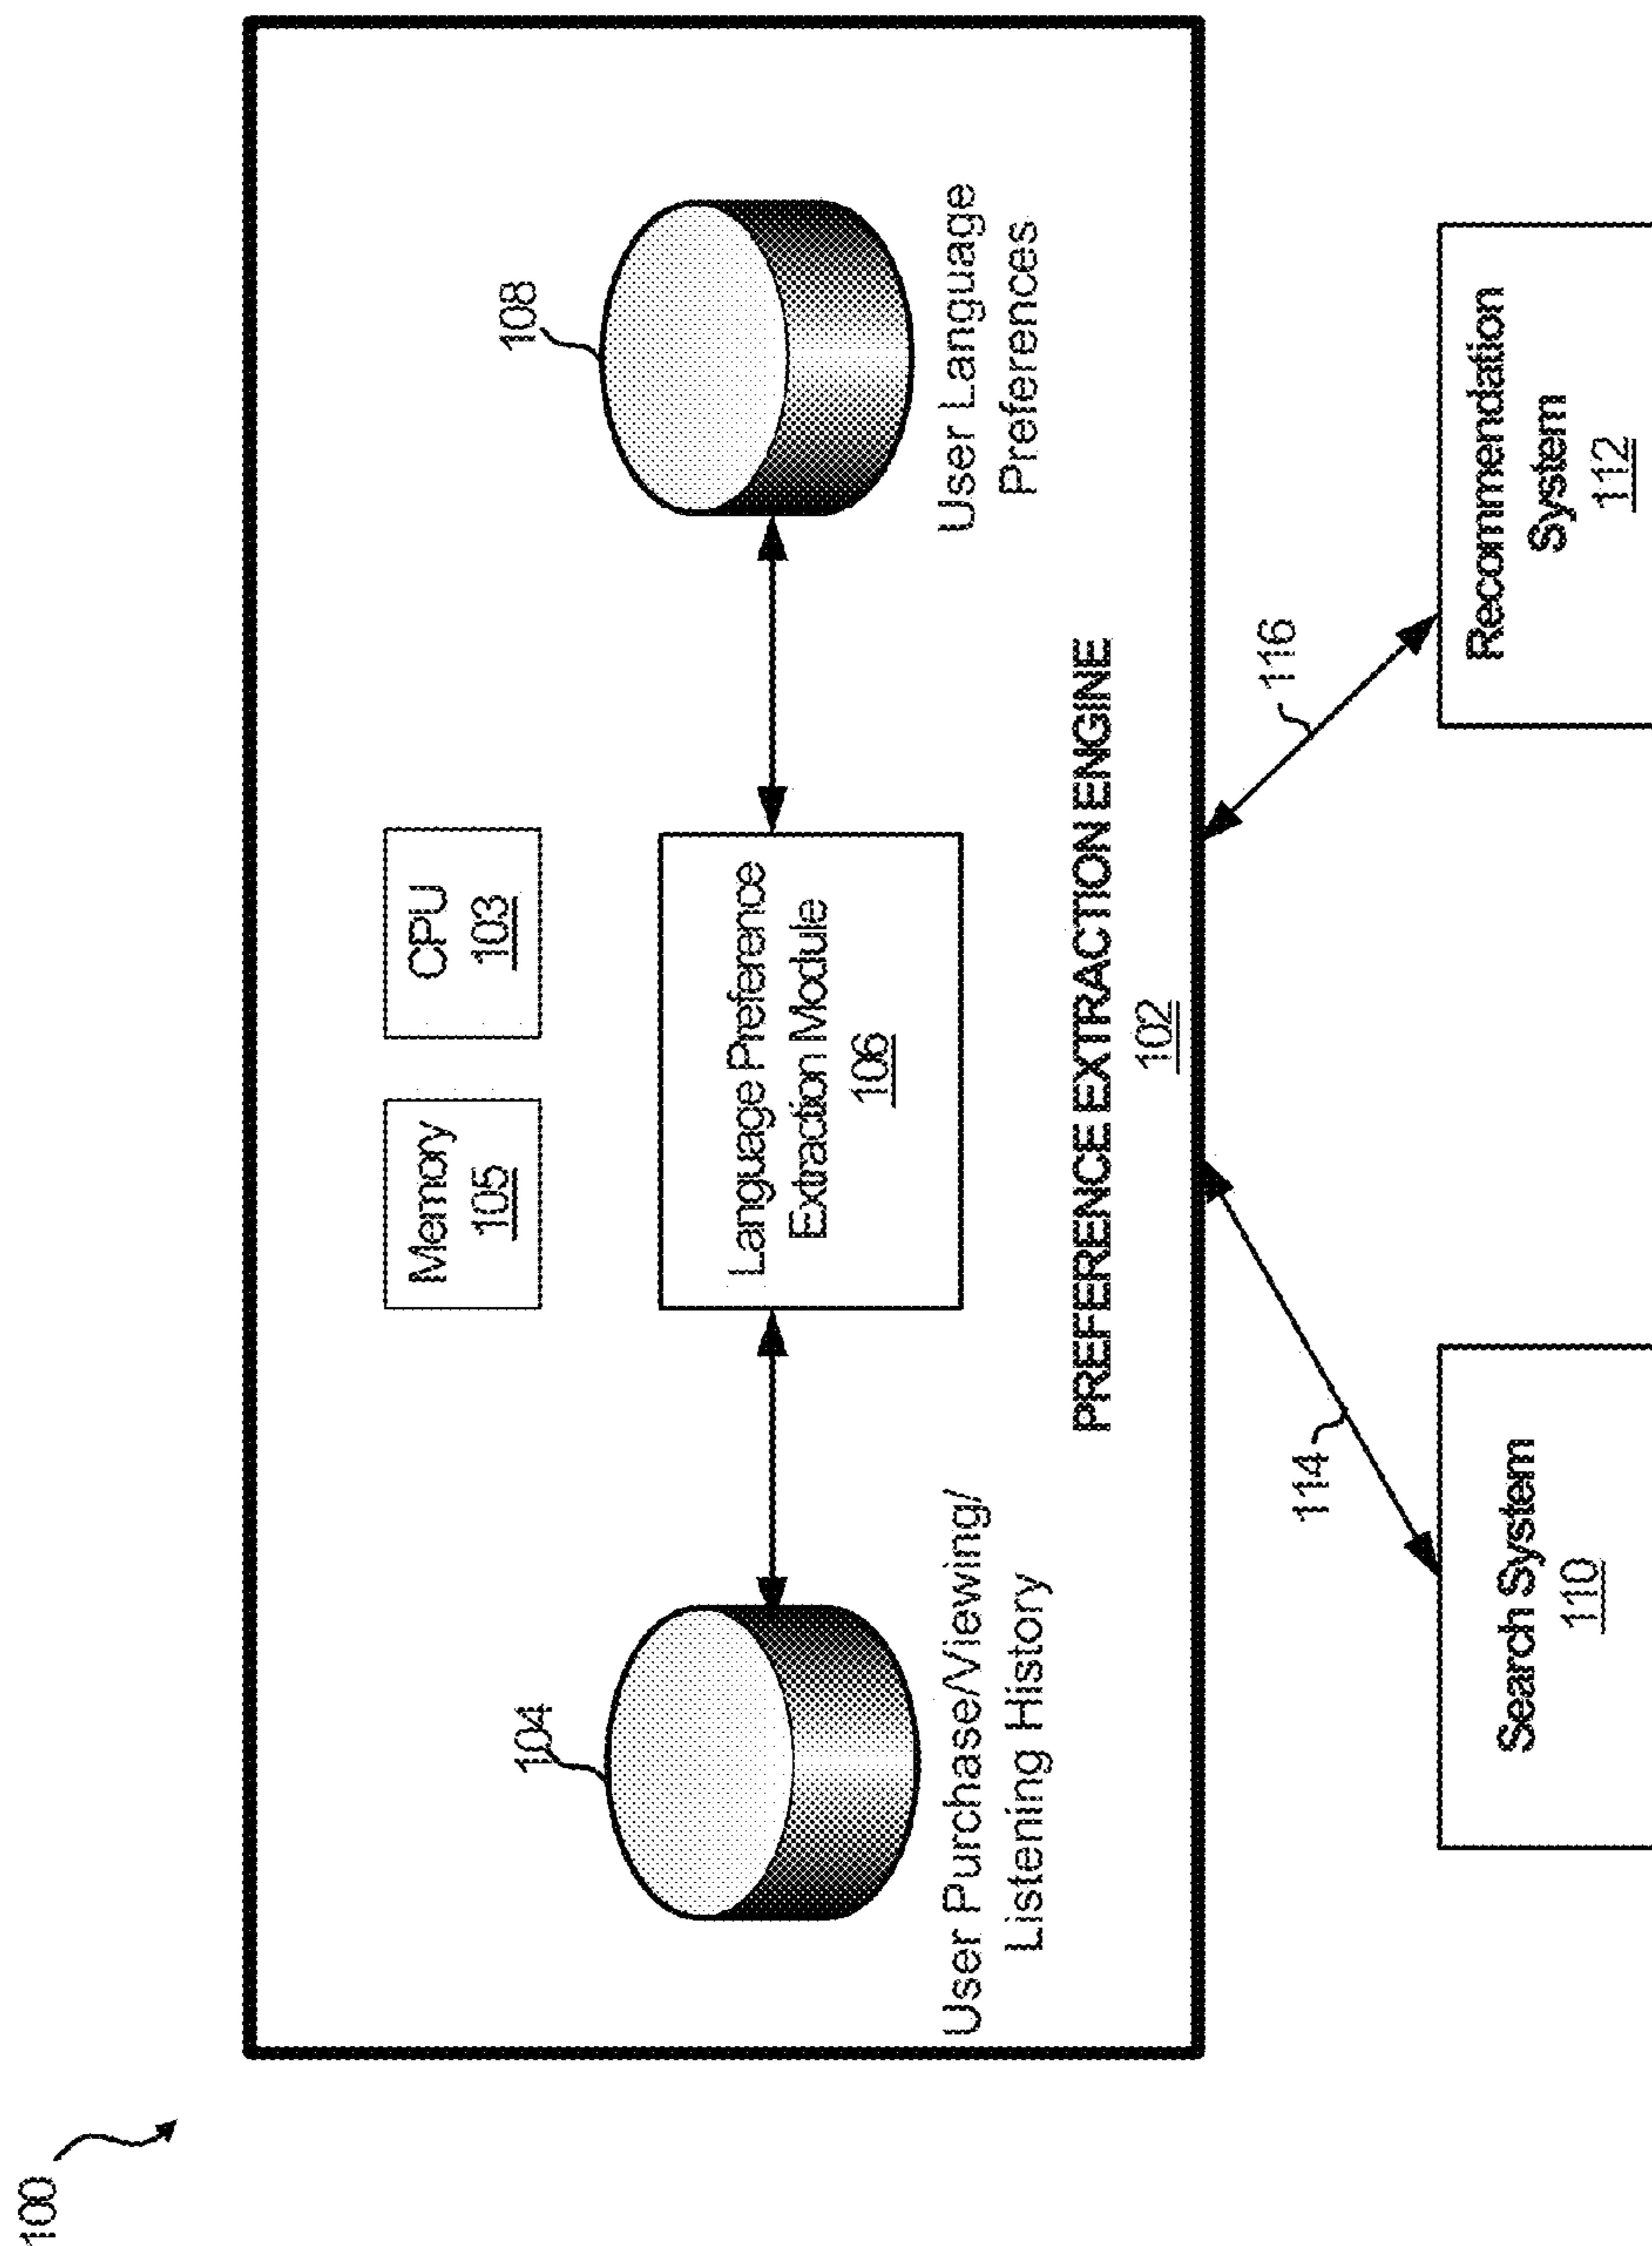 100
Memory
105
CPU
103
104
108
Language Preference
Extraction Module
106
User Purchase/Viewing/
Listening History
User Language
Preferences
PREFERENCE EXTRACTION ENGINE
102
114
116
Search System
110
Recommendation
System
112